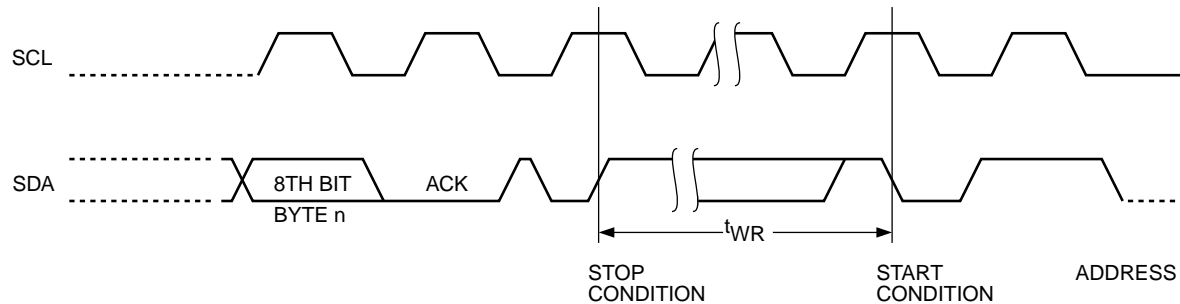 SCL
SDA
8TH BIT
ACK
BYTE n
tWR
STOP
CONDITION
START
CONDITION
ADDRESS